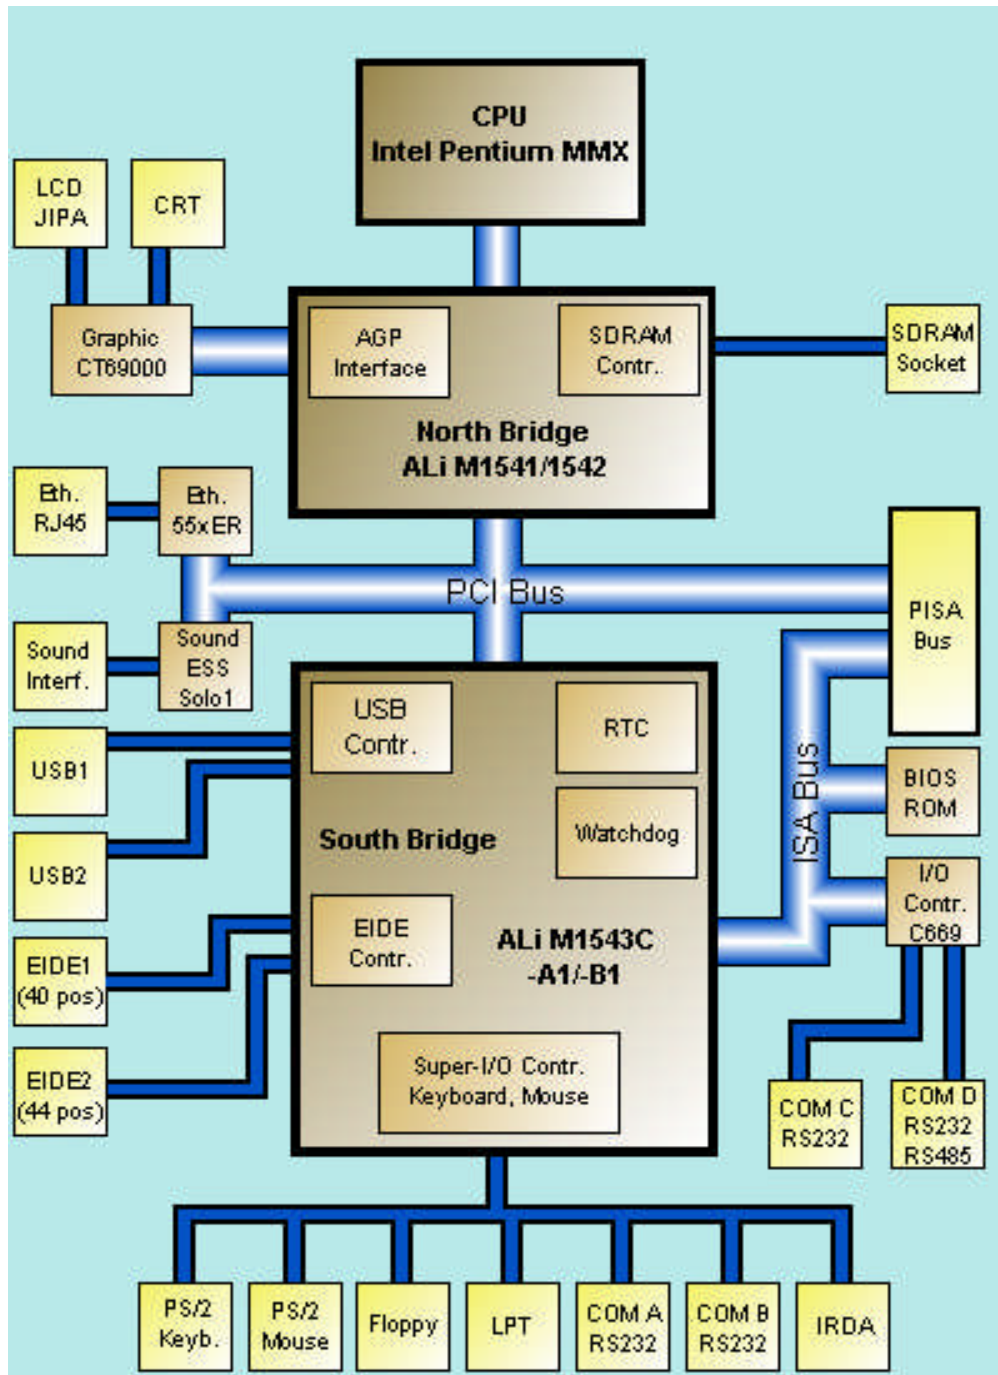 CPU
Intel Pentium MMX
LCD
JIPA
CRT
Graphic
CT69000
AGP
Interface
SDRAM
Contr.
SDRAM
Socket
North Bridge
ALi M1541/1542
Eth.
RJ45
Eth.
55xER
PCI Bus
PISA
Bus
Sound
Interf.
Sound
ESS
Solo1
USB
Contr.
RTC
USB1
ISA Bus
BIOS
ROM
South Bridge
Watchdog
USB2
I/O
Contr.
C669
EIDE
Contr.
ALi M1543C
-A1/-B1
EIDE1
(40 pos)
EIDE2
(44 pos)
Super-I/O Contr.
Keyboard, Mouse
COM C
RS232
COM D
RS232
RS485
PS/2
Keyb.
PS/2
Mouse
Floppy
LPT
COM A
RS232
COM B
RS232
IRDA